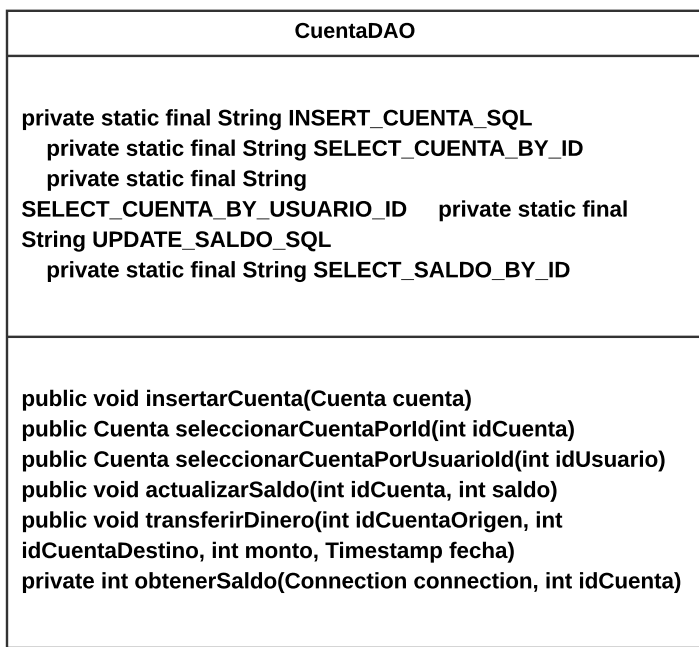 CuentaDAO
private static final String INSERT_CUENTA_SQL
private static final String SELECT_CUENTA_BY_ID
private static final String
SELECT_CUENTA_BY_USUARIO_ID     private static final
String UPDATE_SALDO_SQL
private static final String SELECT_SALDO_BY_ID
public void insertarCuenta(Cuenta cuenta)
public Cuenta seleccionarCuentaPorId(int idCuenta)
public Cuenta seleccionarCuentaPorUsuarioId(int idUsuario)
public void actualizarSaldo(int idCuenta, int saldo)
public void transferirDinero(int idCuentaOrigen, int
idCuentaDestino, int monto, Timestamp fecha)
private int obtenerSaldo(Connection connection, int idCuenta)